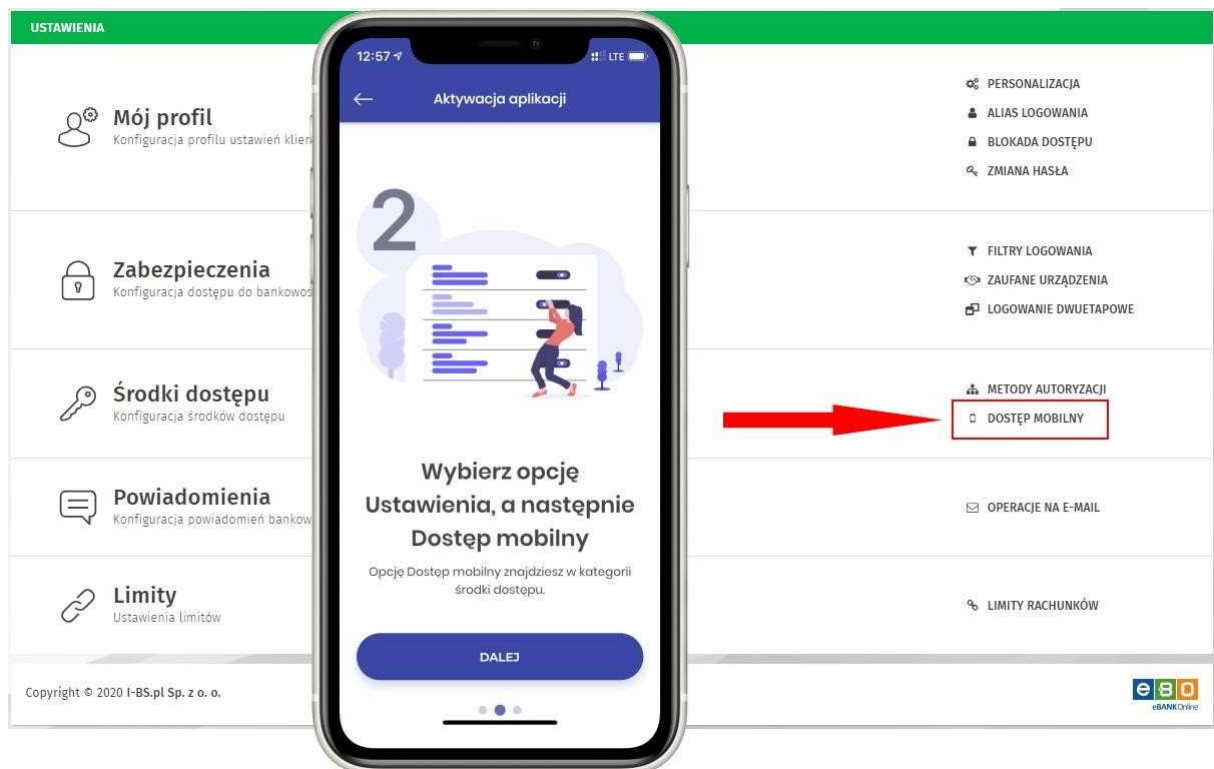 USTAWIENIA
Mój profil
Konfiguracja profilu ustawień
PERSONALIZACJA
ALIAS LOGOWANIA
BLOKADA DOSTĘPU
ZMIANA HASŁA
Zabezpieczenia
Konfiguracja dostępu do
FILTRY LOGOWANIA
ZAUFANE URZĄDZENIA
LOGOWANIE DWUETAPOWE
Środki dostępu
Konfiguracja środków dostępu
METODY AUTORYZACJI
DOSTĘP MOBILNY
Powiadomienia
Konfiguracja powiadomień
OPERACJE NA E-MAIL
Limity
Ustawienia limitów
LIMITY RACHUNKÓW
12:57
LTE
Aktywacja aplikacji
2
Wybierz opcję
Ustawienia, a następnie
Dostęp mobilny
Opcję Dostęp mobilny znajdziesz w kategorii
środki dostępu.
DALEJ
Copyright © 2020 I-BS.pl Sp. z o. o.
eBO
eBANKOnline